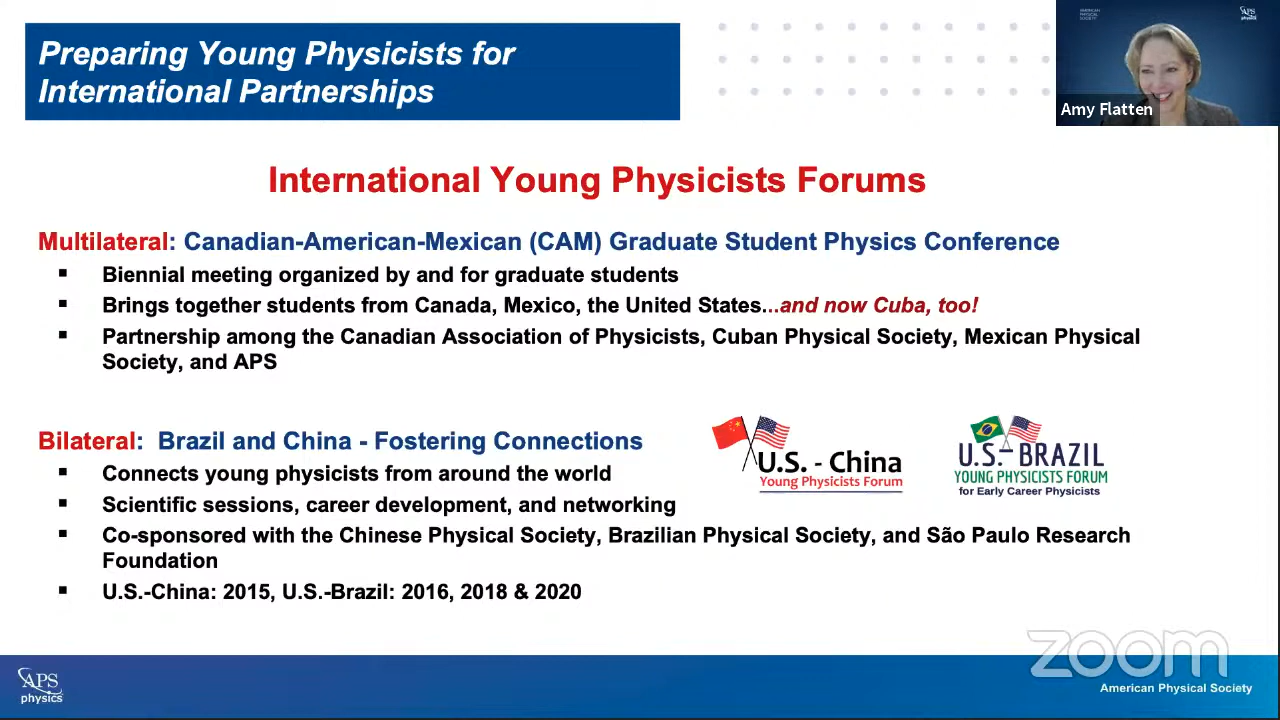 Preparing Young Physicists for
International Partnerships
AMERICAN
PHYSICAL
SOCIETY
APS
physics
Amy Flatten
International Young Physicists Forums
Multilateral: Canadian-American-Mexican (CAM) Graduate Student Physics Conference
▪ Biennial meeting organized by and for graduate students
▪ Brings together students from Canada, Mexico, the United States...and now Cuba, too!
▪ Partnership among the Canadian Association of Physicists, Cuban Physical Society, Mexican Physical
Society, and APS
Bilateral: Brazil and China - Fostering Connections
▪ Connects young physicists from around the world
▪ Scientific sessions, career development, and networking
▪ Co-sponsored with the Chinese Physical Society, Brazilian Physical Society, and São Paulo Research
Foundation
▪ U.S.-China: 2015, U.S.-Brazil: 2016, 2018 & 2020
U.S. - China
Young Physicists Forum
U.S.-BRAZIL
YOUNG PHYSICISTS FORUM
for Early Career Physicists
zoom
APS
physics
American Physical Society